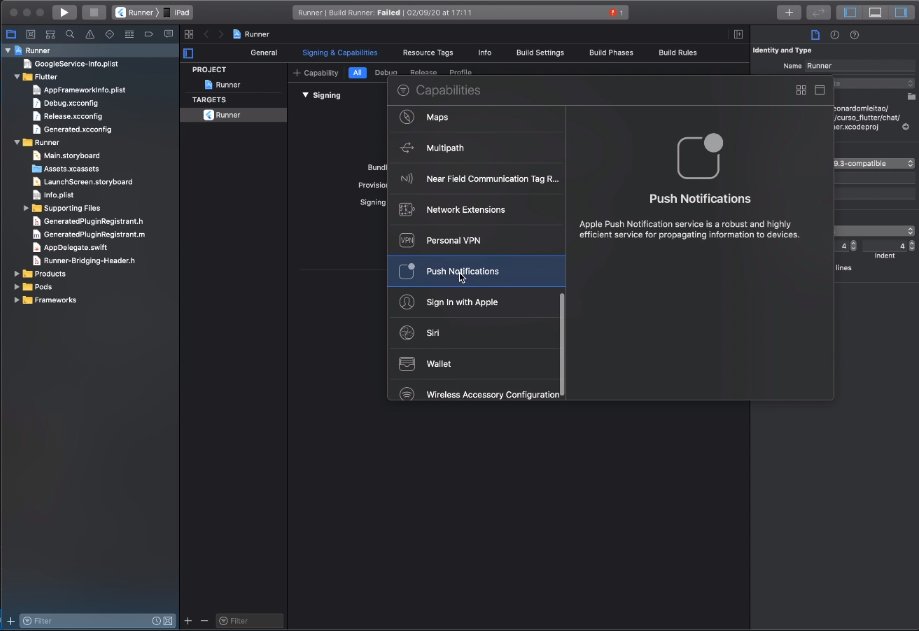 Runner
iPad
Runner | Build Runner: Failed | 02/09/20 at 17:11
1
Runner
GoogleService-Info.plist
Flutter
AppFrameworkInfo.plist
Debug.xcconfig
Release.xcconfig
Generated.xcconfig
Runner
Main.storyboard
Assets.xcassets
LaunchScreen.storyboard
Info.plist
Supporting Files
GeneratedPluginRegistrant.h
GeneratedPluginRegistrant.m
AppDelegate.swift
Runner-Bridging-Header.h
Products
Pods
Frameworks
Filter
Runner
General
Signing & Capabilities
Resource Tags
Info
Build Settings
Build Phases
Build Rules
PROJECT
Runner
TARGETS
Runner
Filter
+ Capability
All
Debug
Release
Profile
Signing
Bundl
Provision
Signing
Capabilities
Maps
Multipath
Near Field Communication Tag R...
Network Extensions
VPN
Personal VPN
Push Notifications
Sign In with Apple
Siri
Wallet
Wireless Accessory Configuration
Push Notifications
Apple Push Notification service is a robust and highly
efficient service for propagating information to devices.
Identity and Type
Name Runner
eonardomleitao/
/curso_flutter/chat/
er.xcodeproj
9.3-compatible
4
4
Indent
lines